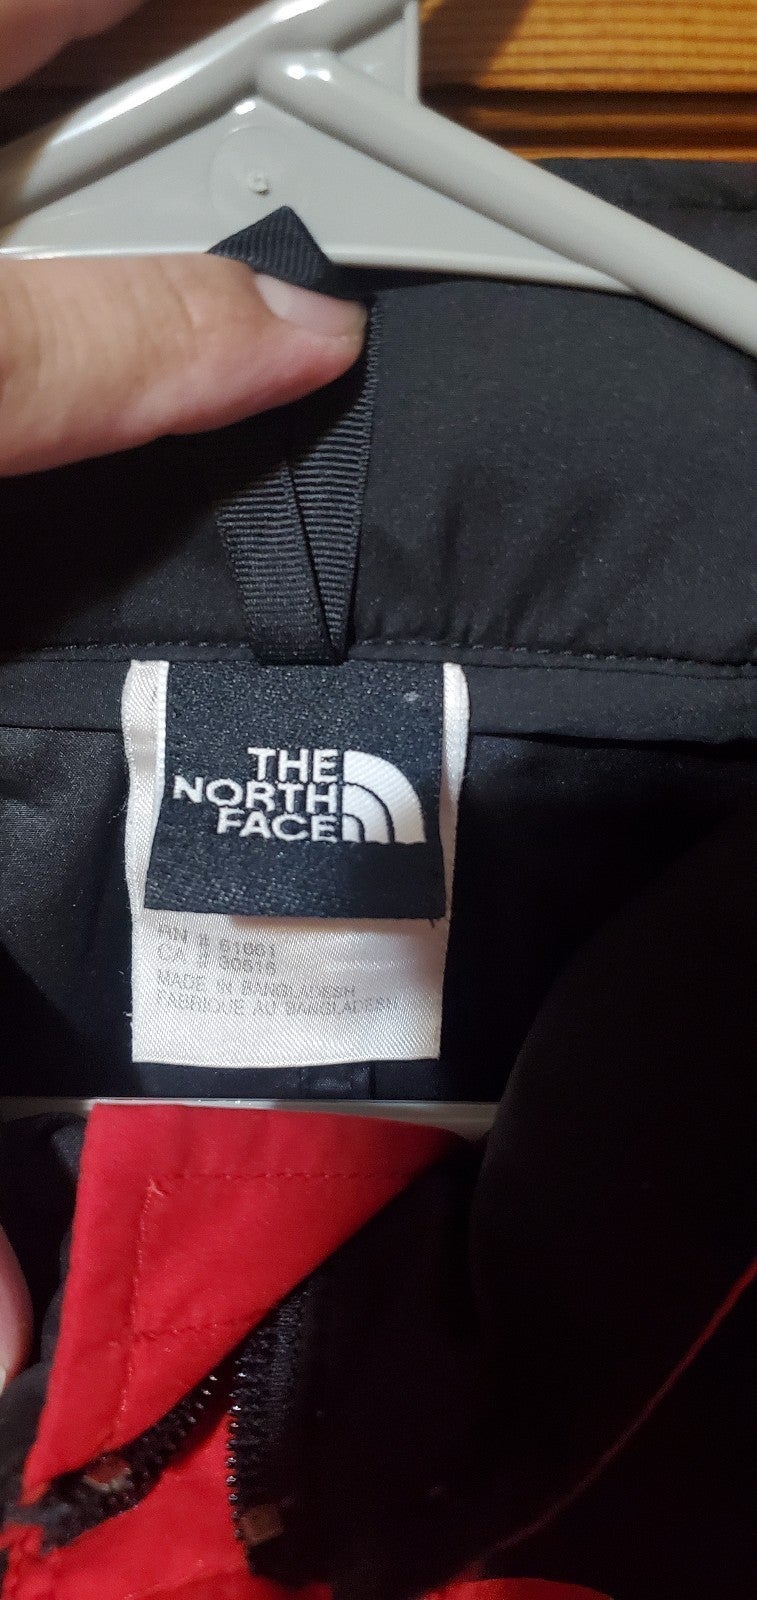 THE
NORTH
FACE
RN # 61661
CA # 30516
MADE IN BANGLADESH
FABRIQUE AU BANGLADESH